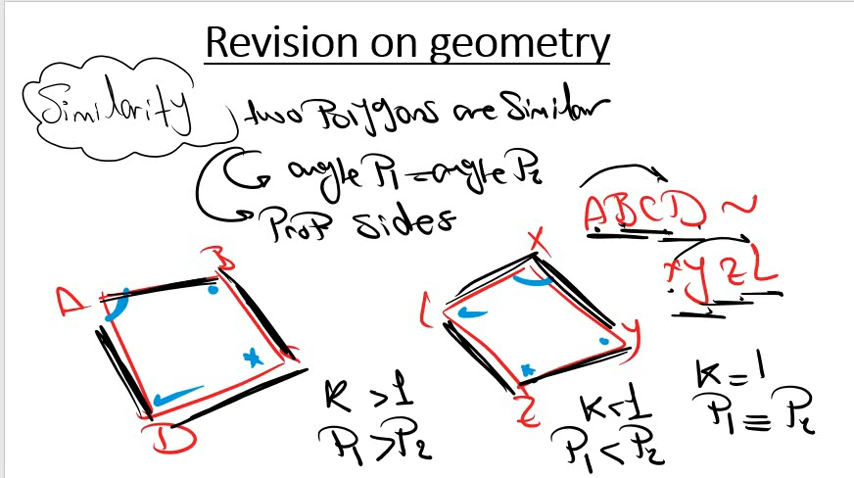 Revision on geometry
Similarity
two Polygons are Similar
angle P₁ = angle P₂
Prop sides
ABCD ~
XYZL
A
B
C
D
X
Y
Z
L
K > 1
P₁ > P₂
K < 1
P₁ < P₂
K = 1
P₁ ≡ P₂